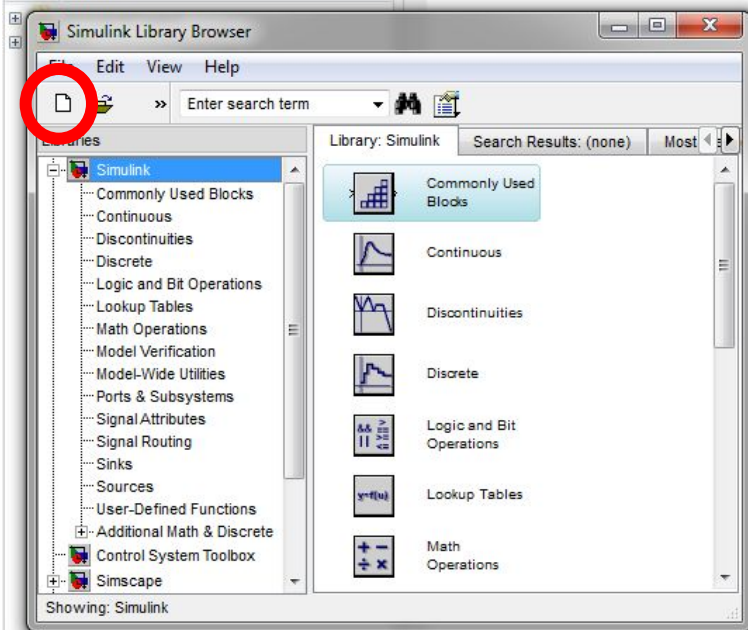 Simulink Library Browser
File Edit View Help
» Enter search term
Libraries
Library: Simulink Search Results: (none) Most
Simulink
Commonly Used Blocks
Continuous
Discontinuities
Discrete
Logic and Bit Operations
Lookup Tables
Math Operations
Model Verification
Model-Wide Utilities
Ports & Subsystems
Signal Attributes
Signal Routing
Sinks
Sources
User-Defined Functions
Additional Math & Discrete
Control System Toolbox
Simscape
Commonly Used
Blocks
Continuous
Discontinuities
Discrete
&& >
|| >=
<=
Logic and Bit
Operations
y=f(u)
Lookup Tables
+ −
÷ ×
Math
Operations
Showing: Simulink